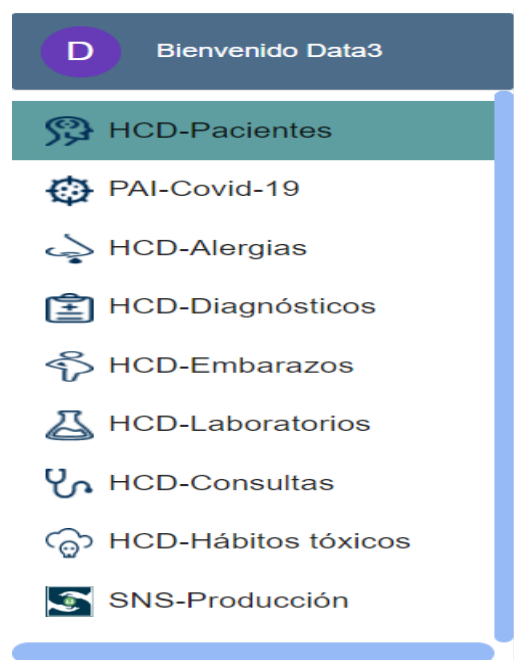 D
Bienvenido Data3
HCD-Pacientes
PAI-Covid-19
HCD-Alergias
HCD-Diagnósticos
HCD-Embarazos
HCD-Laboratorios
HCD-Consultas
HCD-Hábitos tóxicos
SNS-Producción